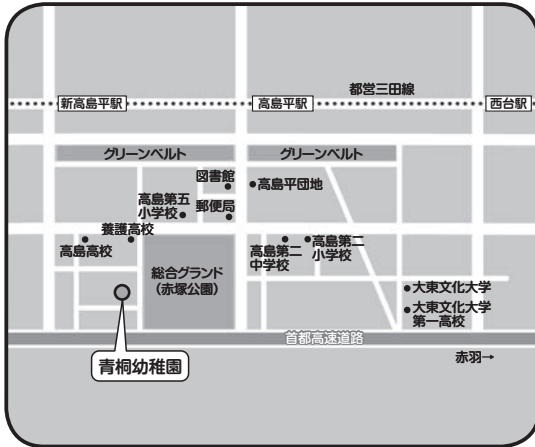 都営三田線
新高島平駅
高島平駅
西台駅
グリーンベルト
グリーンベルト
図書館
高島平団地
高島第五
小学校
郵便局
養護高校
高島高校
総合グランド
（赤塚公園）
高島第二
中学校
高島第二
小学校
大東文化大学
大東文化大学
第一高校
首都高速道路
青桐幼稚園
赤羽→